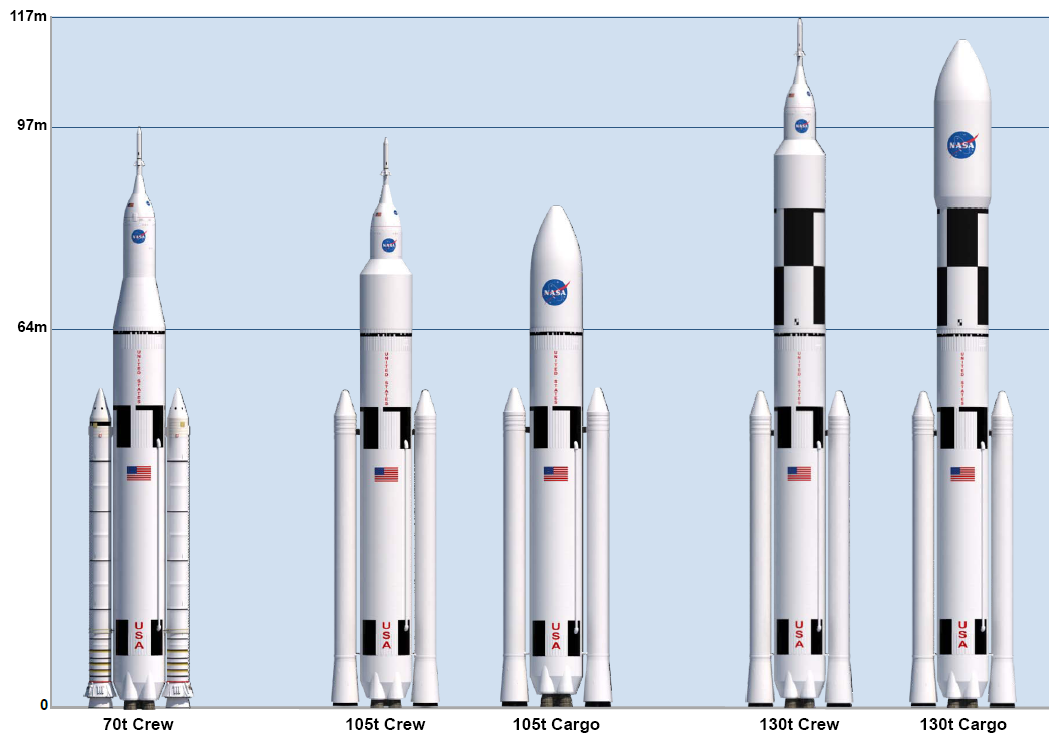 117m
97m
64m
0
NASA
NASA
NASA
NASA
NASA
UNITED STATES
UNITED STATES
UNITED STATES
UNITED STATES
UNITED STATES
USA
USA
USA
USA
USA
70t Crew
105t Crew
105t Cargo
130t Crew
130t Cargo